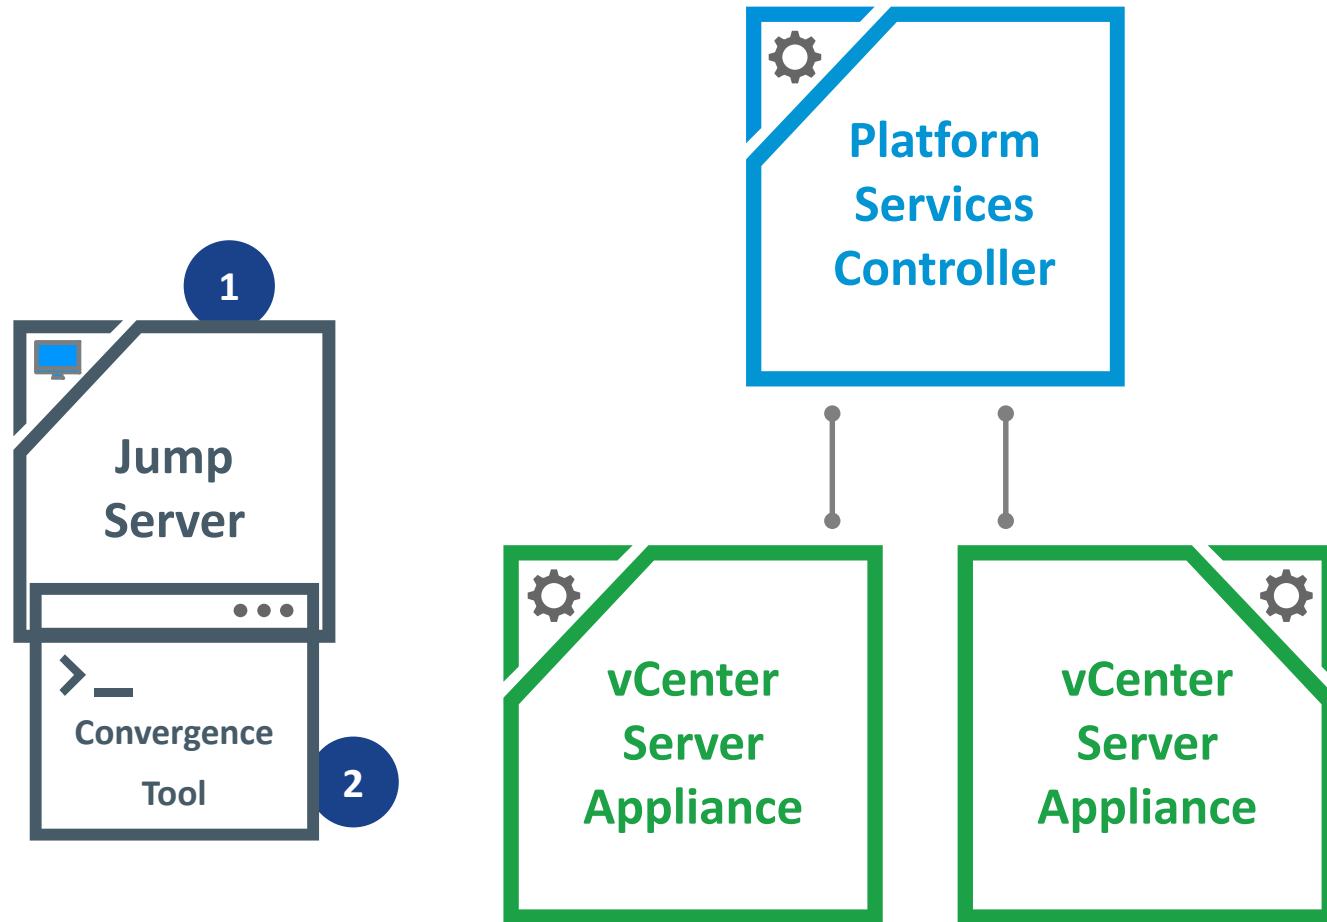 Platform
Services
Controller
1
Jump
Server
Convergence
Tool
2
vCenter
Server
Appliance
vCenter
Server
Appliance